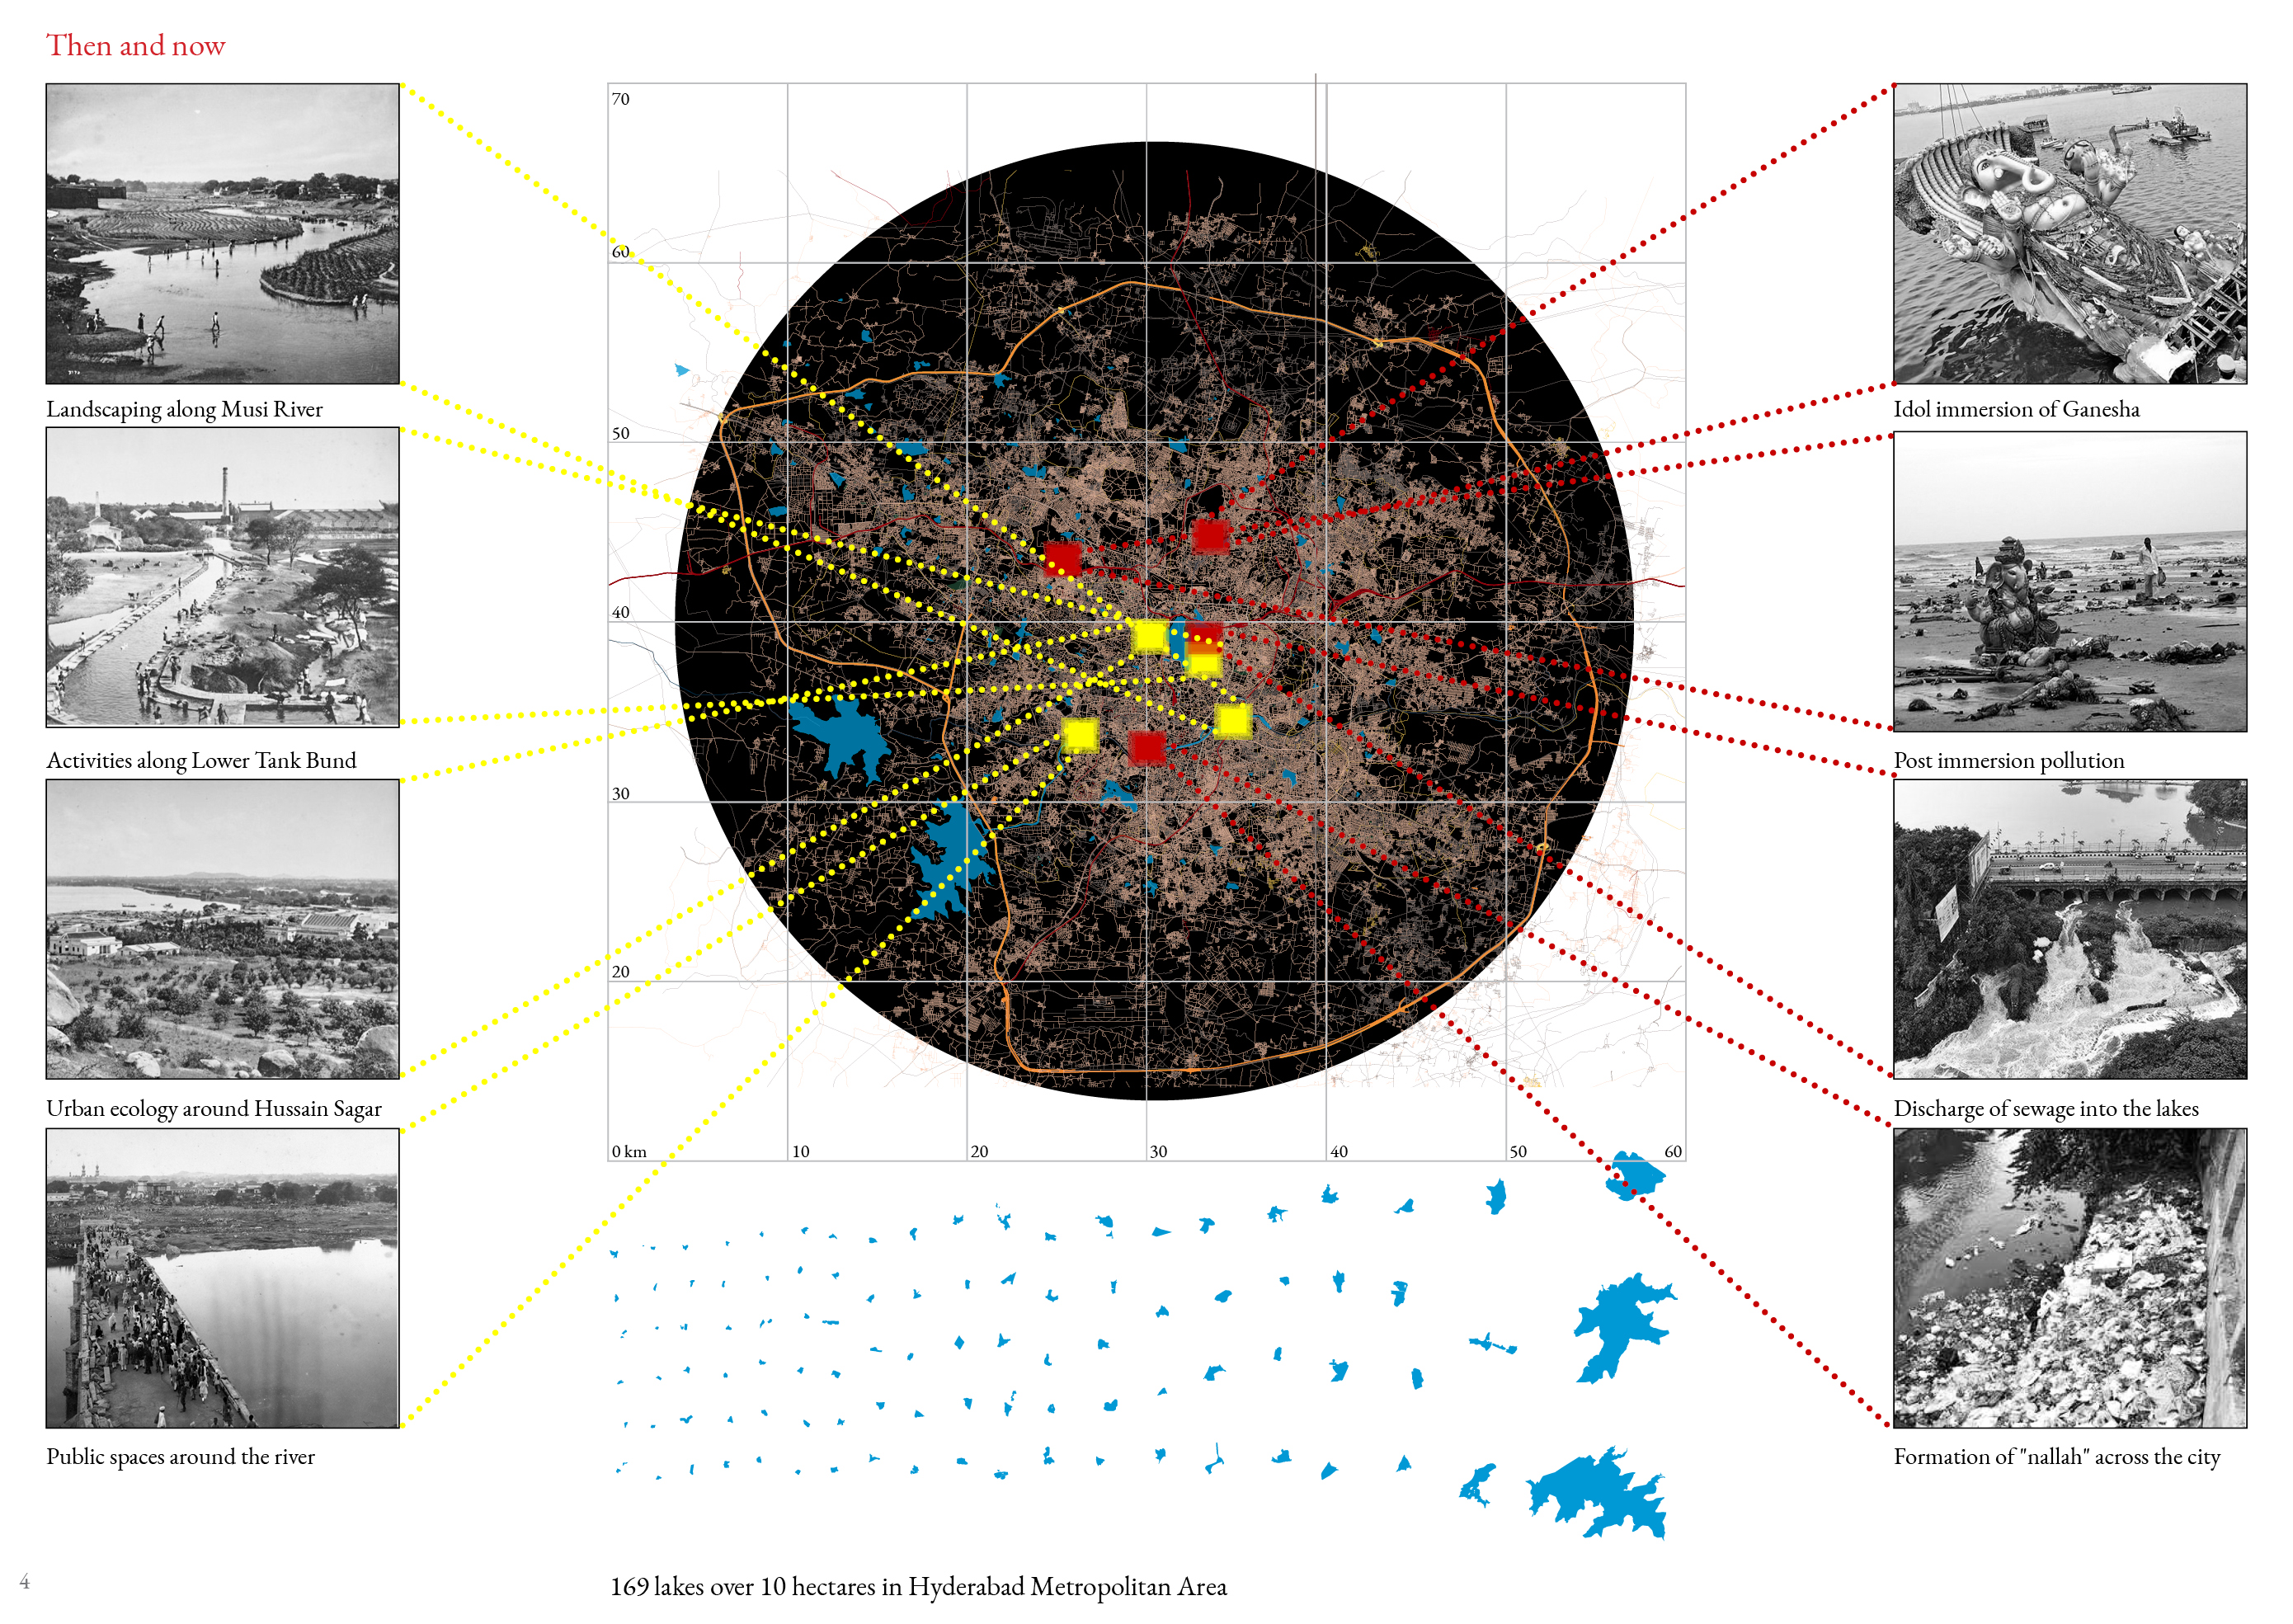 Then and now
Landscaping along Musi River
Activities along Lower Tank Bund
Urban ecology around Hussain Sagar
Public spaces around the river
70
60
50
40
30
20
0 km
10
20
30
40
50
60
Idol immersion of Ganesha
Post immersion pollution
Discharge of sewage into the lakes
Formation of "nallah" across the city
169 lakes over 10 hectares in Hyderabad Metropolitan Area
4